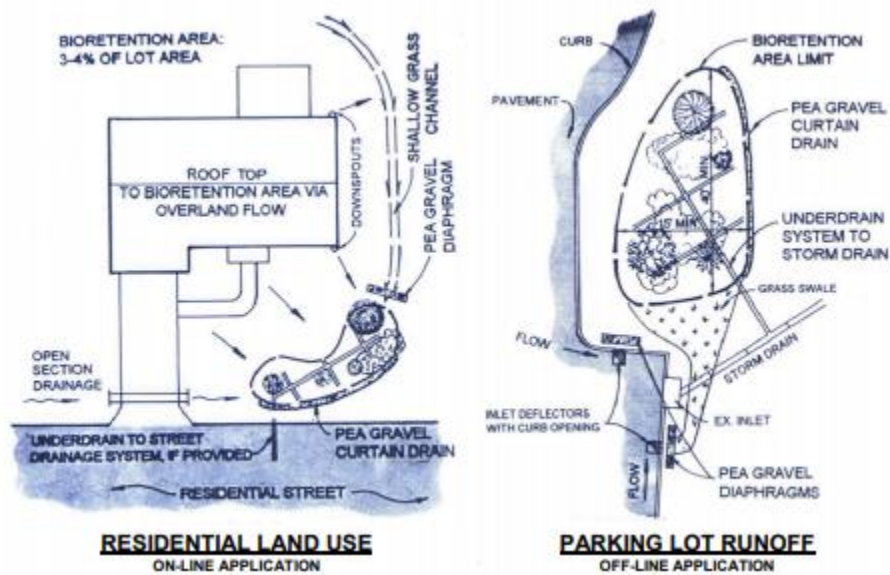 BIORETENTION AREA:
3-4% OF LOT AREA
ROOF TOP
TO BIORETENTION AREA VIA
OVERLAND FLOW
DOWNSPOUTS
SHALLOW GRASS
CHANNEL
PEA GRAVEL
DIAPHRAGM
OPEN
SECTION
DRAINAGE
UNDERDRAIN TO STREET
DRAINAGE SYSTEM, IF PROVIDED
PEA GRAVEL
CURTAIN DRAIN
RESIDENTIAL STREET
RESIDENTIAL LAND USE
ON-LINE APPLICATION
CURB
PAVEMENT
BIORETENTION
AREA LIMIT
PEA GRAVEL
CURTAIN
DRAIN
40' MIN.
15' MIN.
UNDERDRAIN
SYSTEM TO
STORM DRAIN
GRASS SWALE
FLOW
STORM DRAIN
INLET DEFLECTORS
WITH CURB OPENING
EX. INLET
FLOW
PEA GRAVEL
DIAPHRAGMS
PARKING LOT RUNOFF
OFF-LINE APPLICATION